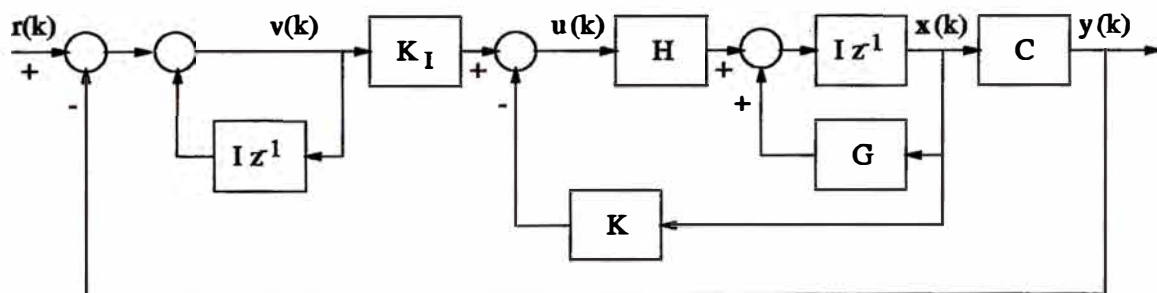 r(k) v(k) u(k) x(k) y(k)
K I H I z-1 C
+ + + -
- +
I z-1 G
K